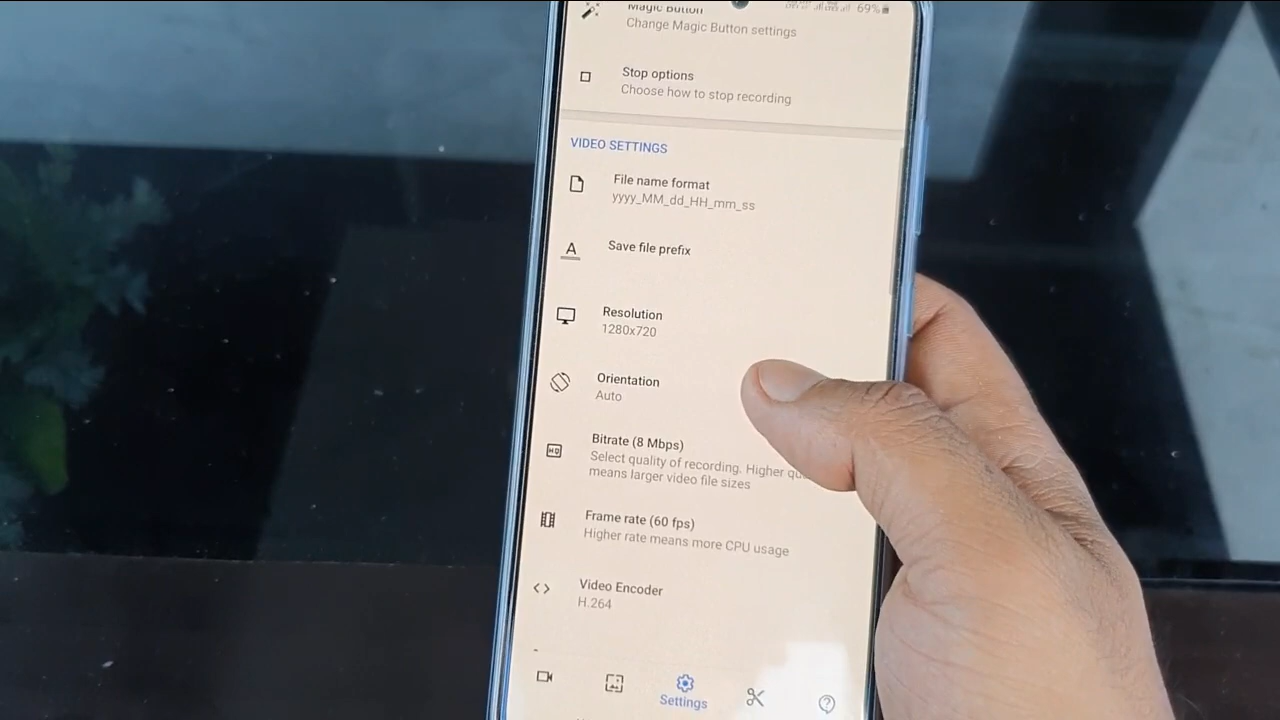 69%
Magic Button
Change Magic Button settings
Stop options
Choose how to stop recording
VIDEO SETTINGS
File name format
yyyy_MM_dd_HH_mm_ss
Save file prefix
Resolution
1280x720
Orientation
Auto
Bitrate (8 Mbps)
Select quality of recording. Higher
means larger video file sizes
Frame rate (60 fps)
Higher rate means more CPU usage
Video Encoder
H.264
Settings